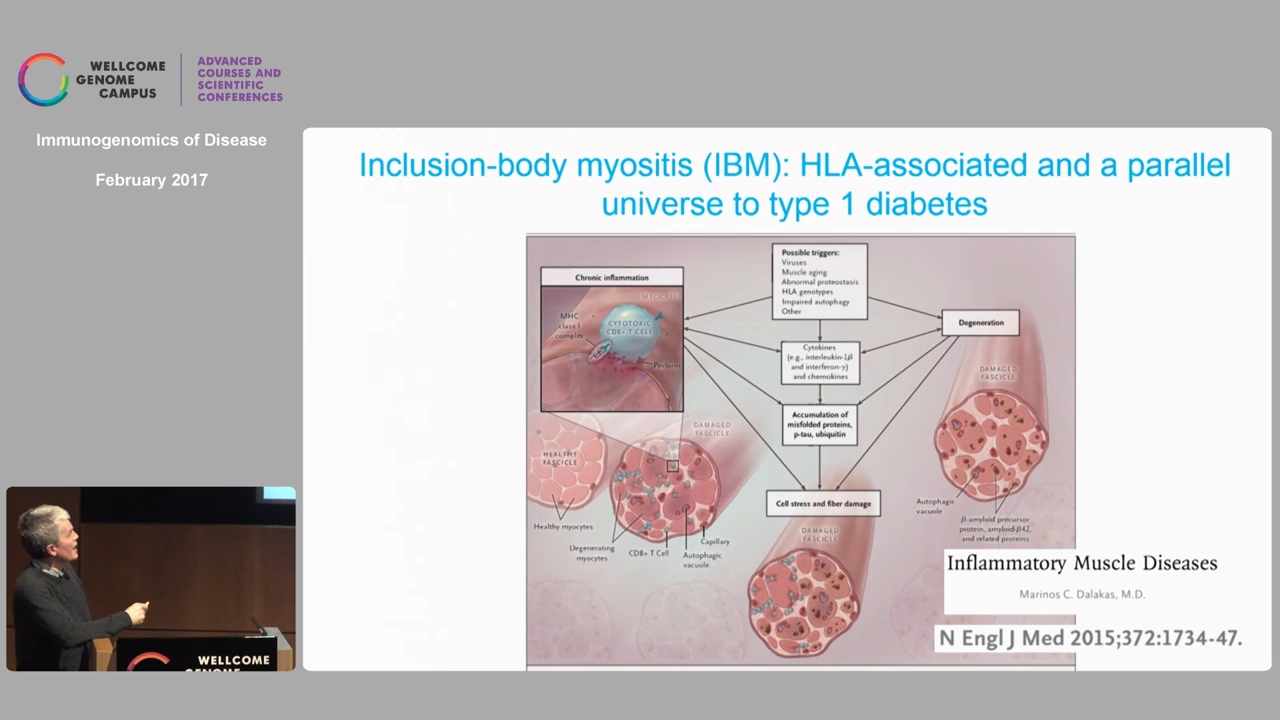 WELLCOME
GENOME
CAMPUS
ADVANCED
COURSES AND
SCIENTIFIC
CONFERENCES
Immunogenomics of Disease
February 2017
Inclusion-body myositis (IBM): HLA-associated and a parallel
universe to type 1 diabetes
Chronic inflammation
MYOCYTE
MHC
class I
complex
CYTOTOXIC
CD8+ T CELL
Perforin
Possible triggers:
Viruses
Muscle aging
Abnormal proteostasis
HLA genotypes
Impaired autophagy
Other
Degeneration
Cytokines
(e.g., interleukin-1β
and interferon-γ)
and chemokines
Accumulation of
misfolded proteins,
p-tau, ubiquitin
Cell stress and fiber damage
HEALTHY
FASCICLE
DAMAGED
FASCICLE
DAMAGED
FASCICLE
DAMAGED
FASCICLE
Healthy myocytes
Degenerating
myocytes
CD8+ T Cell
Autophagic
vacuole
Capillary
Autophagic
vacuole
β-amyloid precursor
protein, amyloid-β42,
and related proteins
Inflammatory Muscle Diseases
Marinos C. Dalakas, M.D.
N Engl J Med 2015;372:1734-47.
WELLCOME